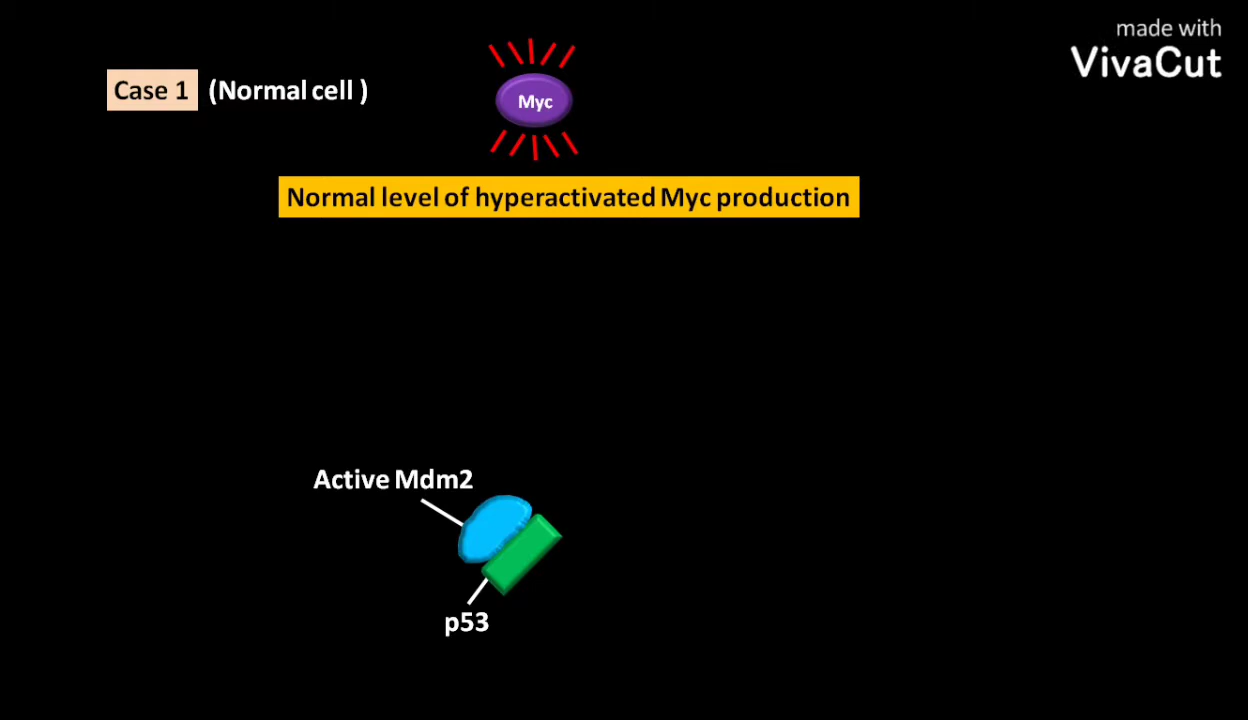 made with
VivaCut
Case 1 (Normal cell )
Myc
Normal level of hyperactivated Myc production
Active Mdm2
p53